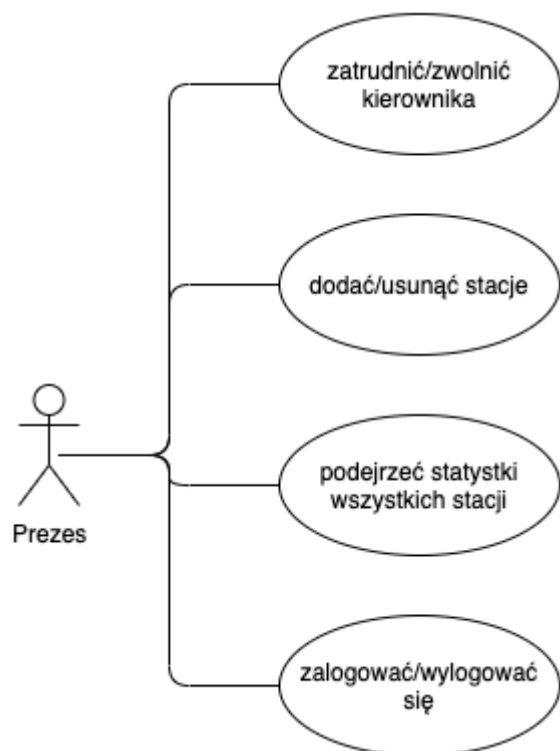 zatrudnić/zwolnić
kierownika
dodać/usunąć stacje
Prezes
podejrzeć statystki
wszystkich stacji
zalogować/wylogować
się